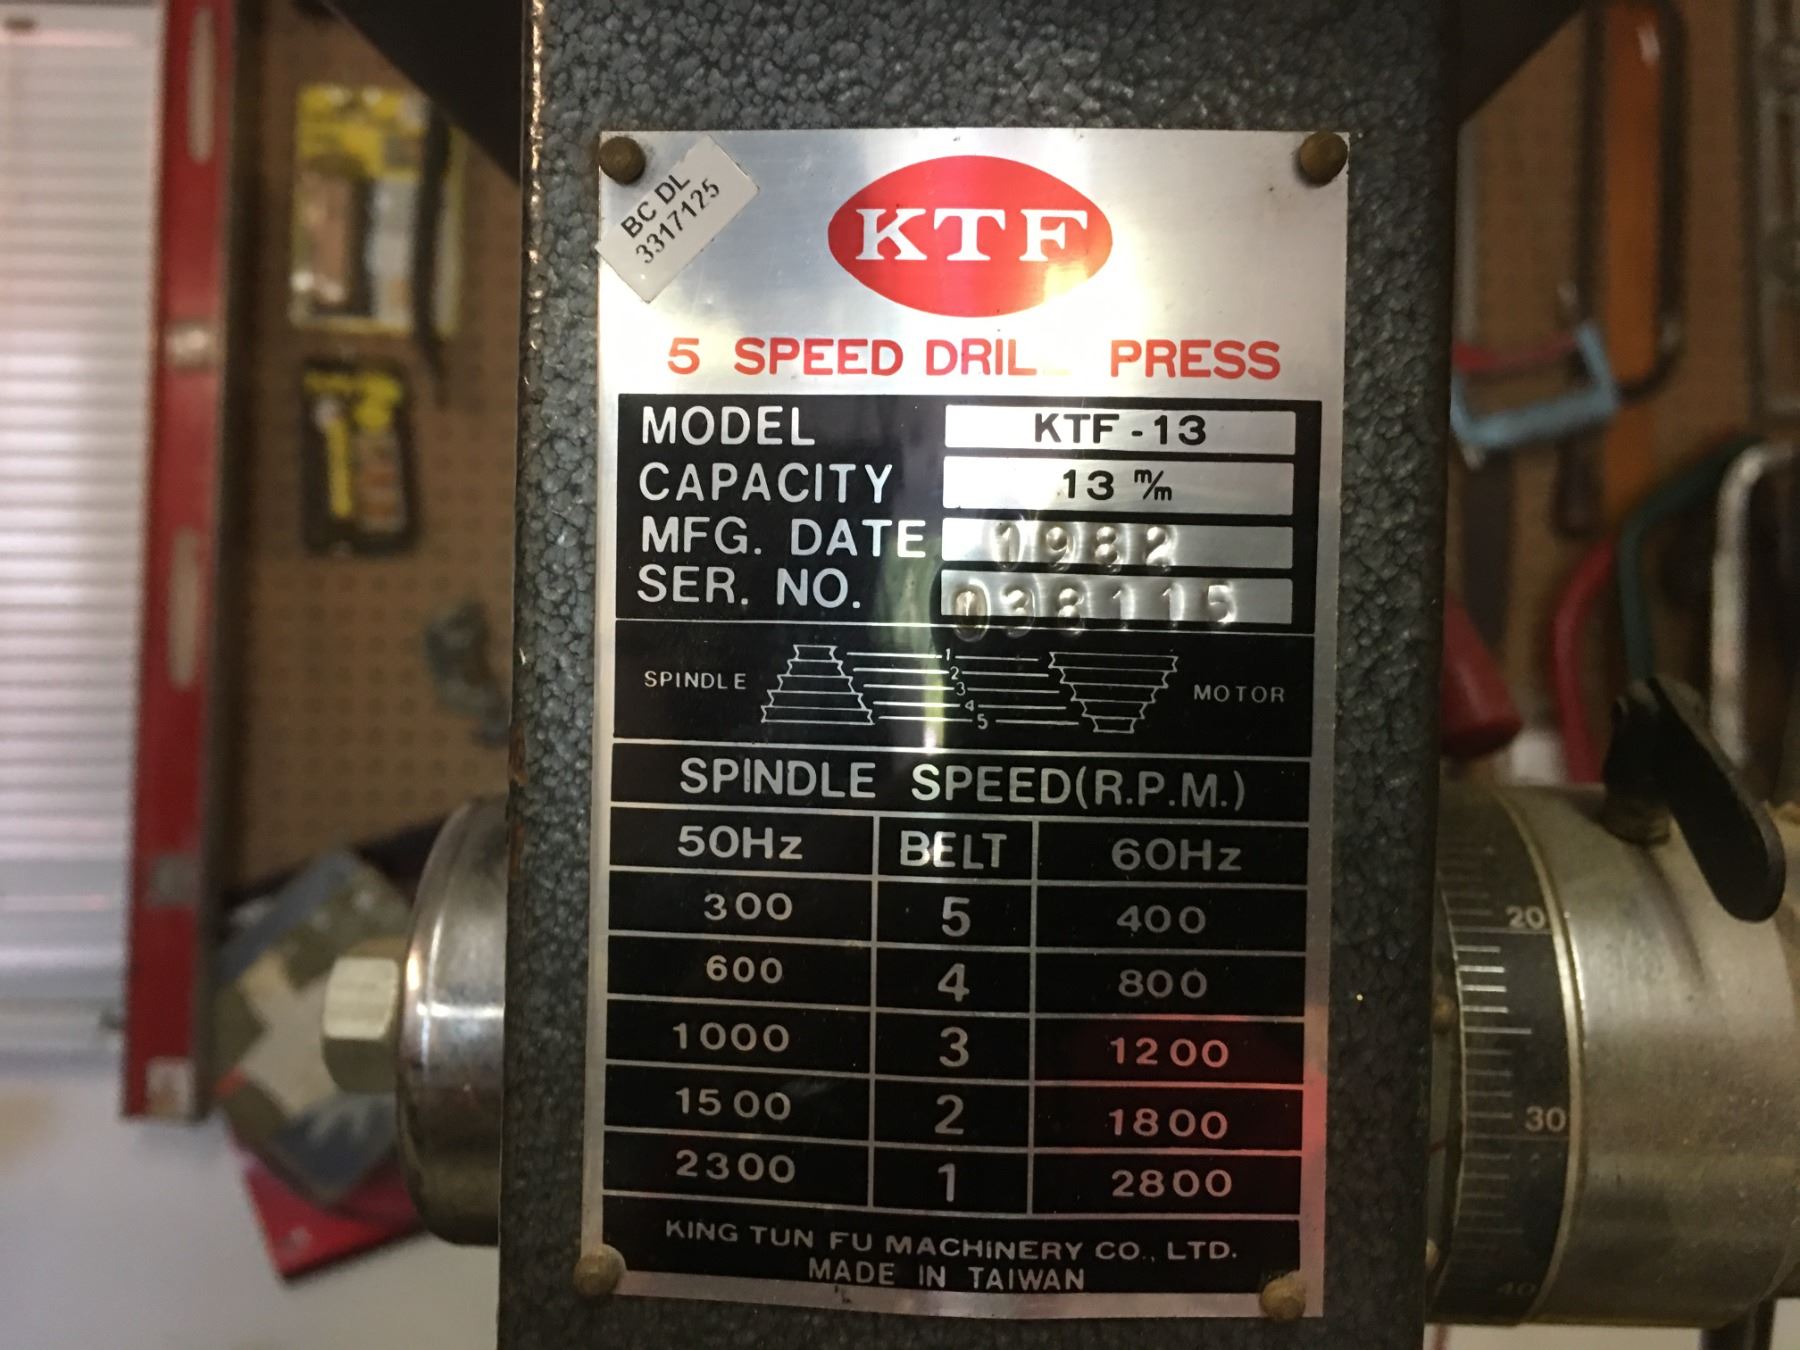 BC DL
3317125
KTF
5 SPEED DRIL PRESS
MODEL KTF-13
CAPACITY 13 m/m
MFG. DATE 1982
SER. NO. 038115
SPINDLE 1 2 3 4 5 MOTOR
SPINDLE SPEED(R.P.M.)
50Hz BELT 60Hz
300 5 400
600 4 800
1000 3 1200
1500 2 1800
2300 1 2800
KING TUN FU MACHINERY CO., LTD.
MADE IN TAIWAN
20
30
40